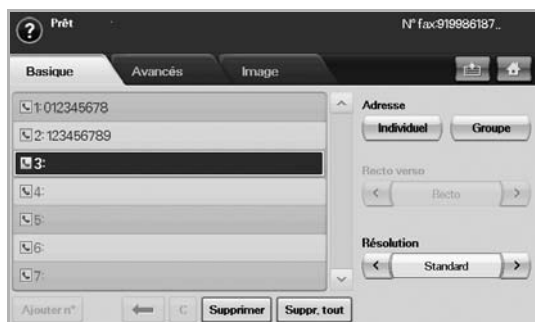 Prêt
N° fax:919986187..
Basique Avancés Image
1: 012345678
2: 123456789
3:
4:
5:
6:
7:
Adresse
Individuel Groupe
Recto verso
Recto
Résolution
Standard
Ajouter n° C Supprimer Suppr. tout